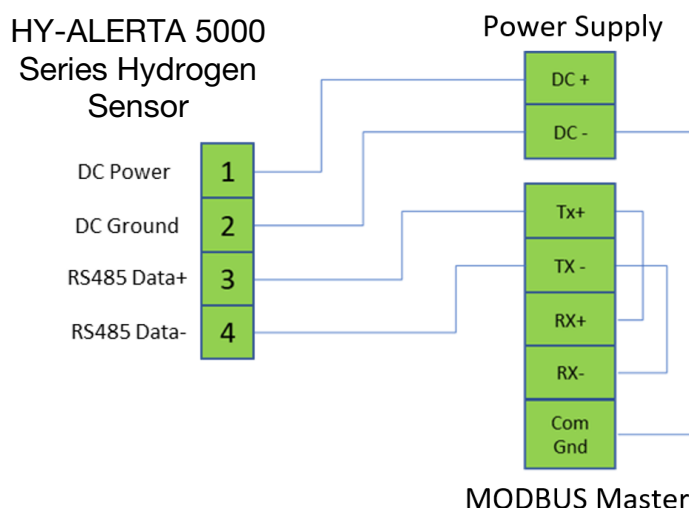 HY-ALERTA 5000
Series Hydrogen
Sensor
Power Supply
DC +
DC -
DC Power 1
DC Ground 2
RS485 Data+ 3
RS485 Data- 4
Tx+
TX -
RX+
RX-
Com
Gnd
MODBUS Master